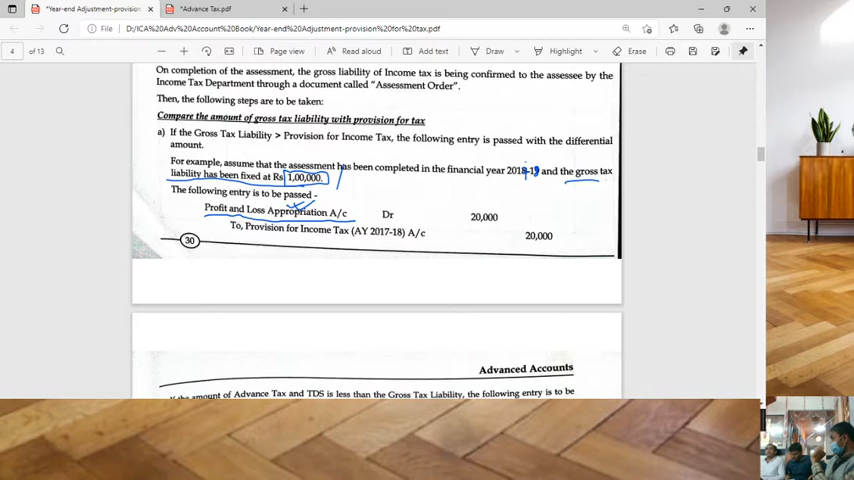 *Year-end Adjustment-provision
*Advance Tax.pdf
File
D:/ICA%20Adv%20Account%20Book/Year-end%20Adjustment-provision%20for%20tax.pdf
4 of 13
Page view
Read aloud
Add text
Draw
Highlight
Erase
On completion of the assessment, the gross liability of Income tax is being confirmed to the assessee by the
Income Tax Department through a document called "Assessment Order".
Then, the following steps are to be taken:
Compare the amount of gross tax liability with provision for tax
a) If the Gross Tax Liability > Provision for Income Tax, the following entry is passed with the differential
amount.
For example, assume that the assessment has been completed in the financial year 2018-19 and the gross tax
liability has been fixed at Rs 1,00,000.
The following entry is to be passed -
Profit and Loss Appropriation A/c Dr 20,000
To, Provision for Income Tax (AY 2017-18) A/c 20,000
30
Advanced Accounts
the amount of Advance Tax and TDS is less than the Gross Tax Liability, the following entry is to be